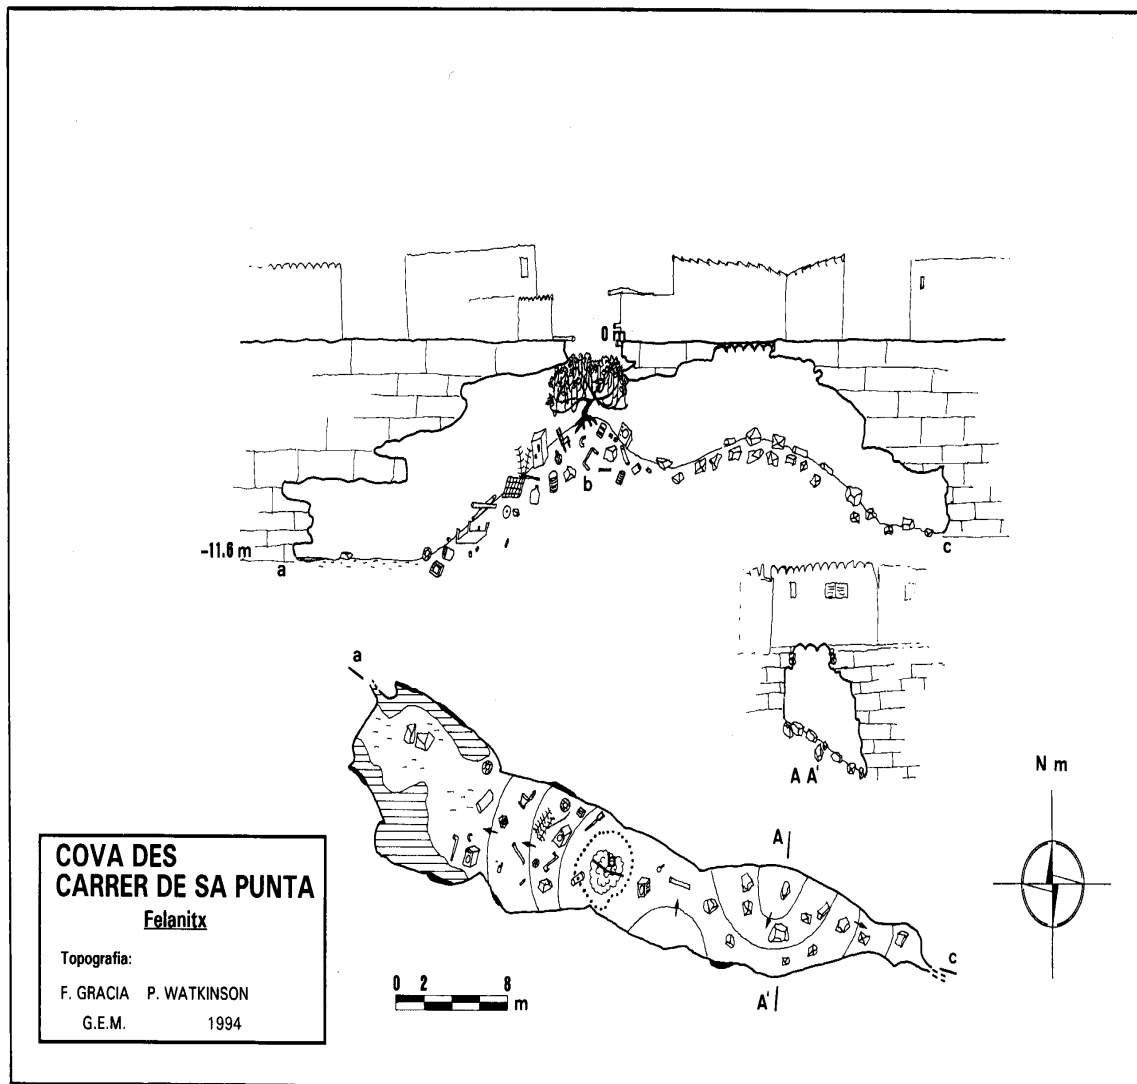 0 m
b
-11.6 m
a
c
A A'
a
N m
A
B
c
A'
0 2 8
m
COVA DES
CARRER DE SA PUNTA
Felanitx
Topografia:
F. GRACIA P. WATKINSON
G.E.M. 1994